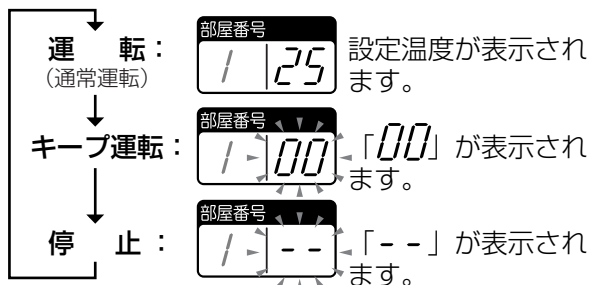 部屋番号
運　転：
1 25
設定温度が表示され
ます。
（通常運転）
部屋番号
キープ運転：
1 00
「00」が表示され
ます。
部屋番号
停　止：
1 - -
「- -」が表示され
ます。